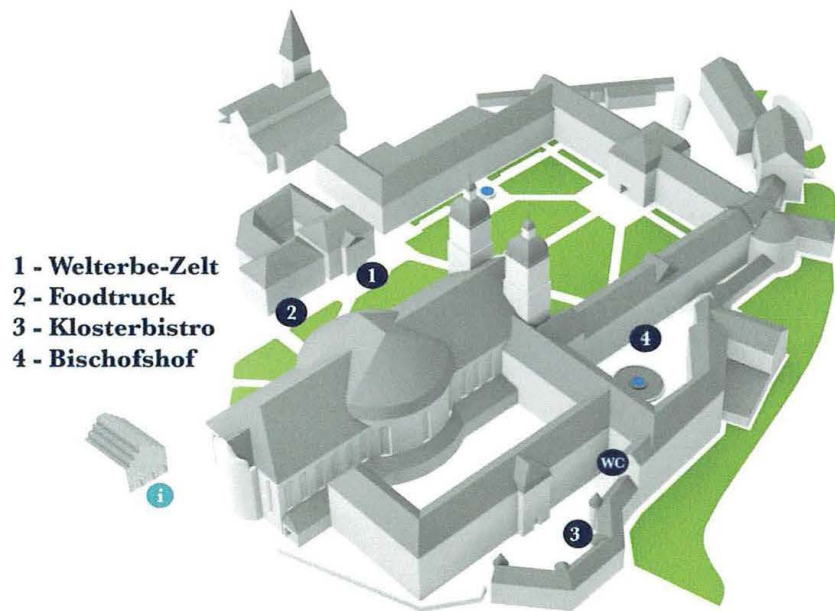 1 - Welterbe-Zelt
2 - Foodtruck
3 - Klosterbistro
4 - Bischofshof
1
2
4
WC
3
i